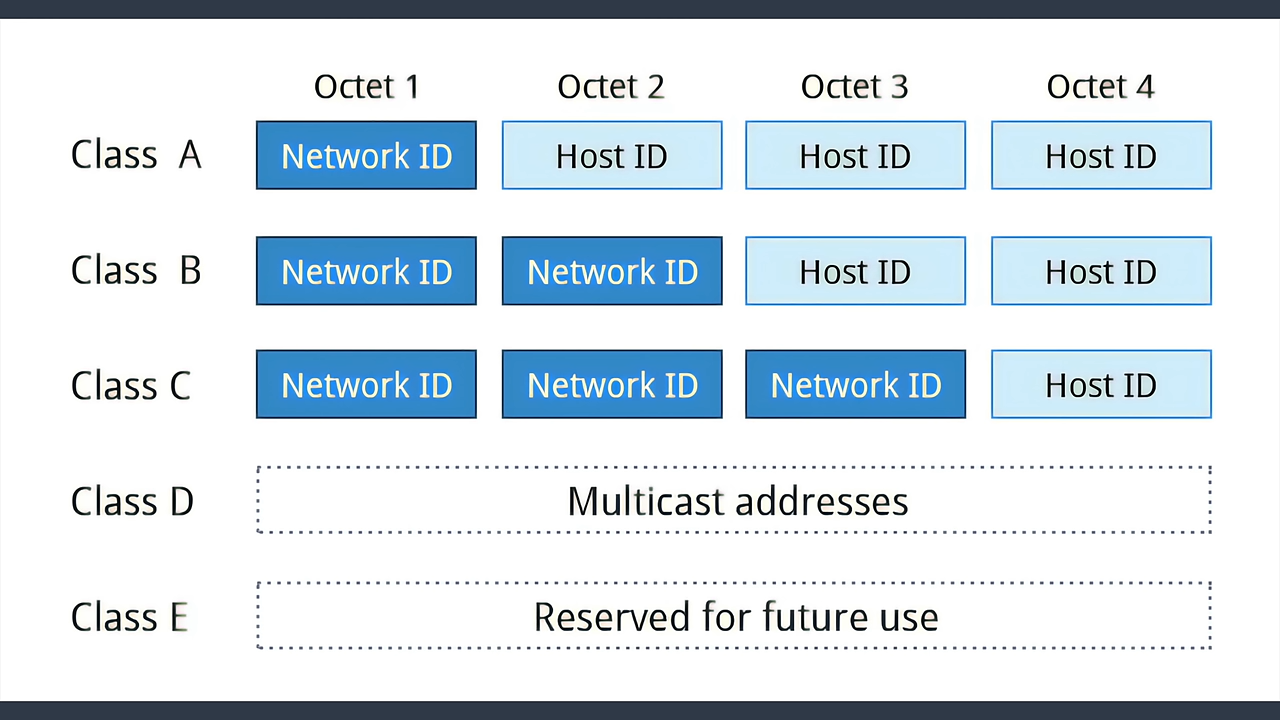 Octet 1 Octet 2 Octet 3 Octet 4
Class A Network ID Host ID Host ID Host ID
Class B Network ID Network ID Host ID Host ID
Class C Network ID Network ID Network ID Host ID
Class D Multicast addresses
Class E Reserved for future use